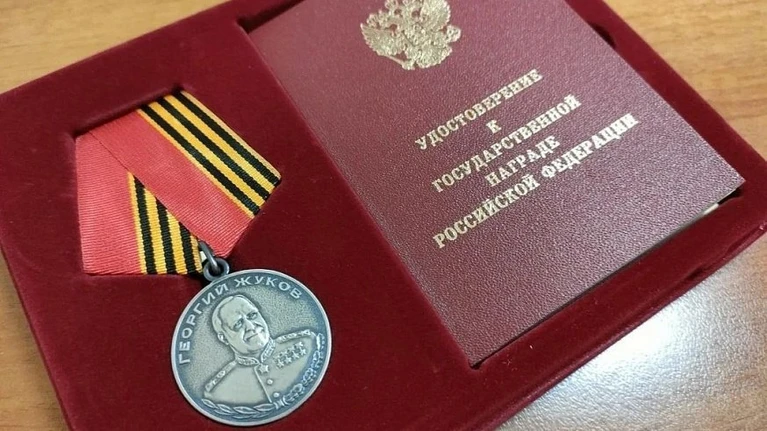 ГЕОРГИЙ ЖУКОВ
УДОСТОВЕРЕНИЕ
К
ГОСУДАРСТВЕННОЙ
НАГРАДЕ
РОССИЙСКОЙ ФЕДЕРАЦИИ